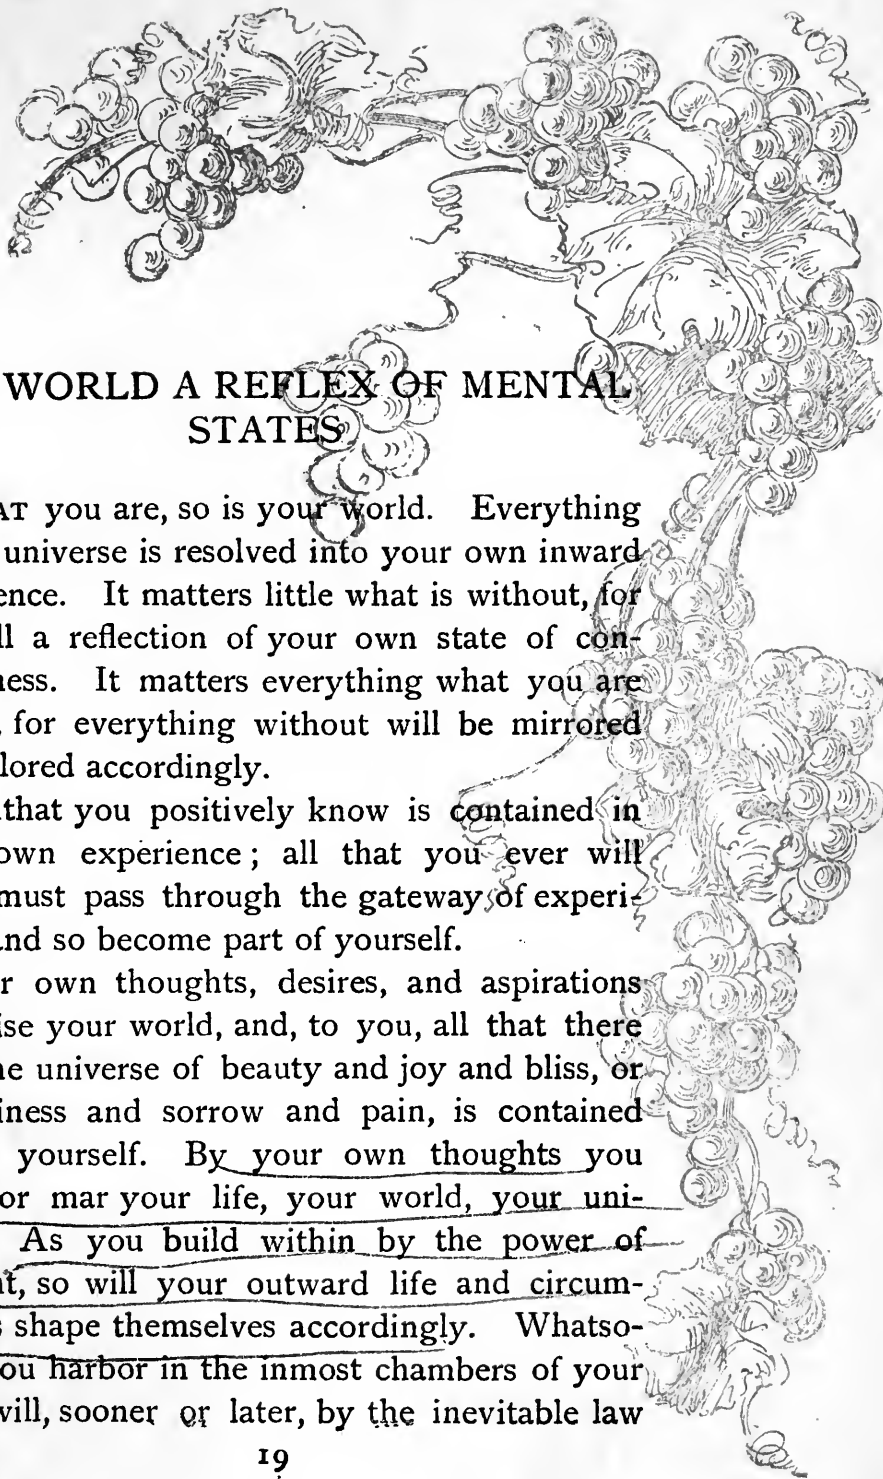 WORLD A REFLEX OF MENTAL
STATES
AT you are, so is your world. Everything
universe is resolved into your own inward
ence. It matters little what is without, for
ll a reflection of your own state of con-
ness. It matters everything what you are
, for everything without will be mirrored
lored accordingly.
that you positively know is contained in
own experience; all that you ever will
must pass through the gateway of experi-
and so become part of yourself.
r own thoughts, desires, and aspirations
ise your world, and, to you, all that there
e universe of beauty and joy and bliss, or
iness and sorrow and pain, is contained
yourself. By your own thoughts you
or mar your life, your world, your uni-
As you build within by the power of
t, so will your outward life and circum-
s shape themselves accordingly. Whatso-
ou harbor in the inmost chambers of your
will, sooner or later, by the inevitable law
19